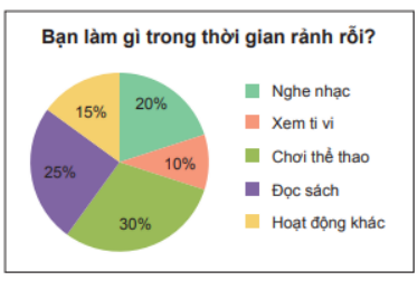 Bạn làm gì trong thời gian rảnh rỗi?
20%
15%
10%
25%
30%
Nghe nhạc
Xem ti vi
Chơi thể thao
Đọc sách
Hoạt động khác